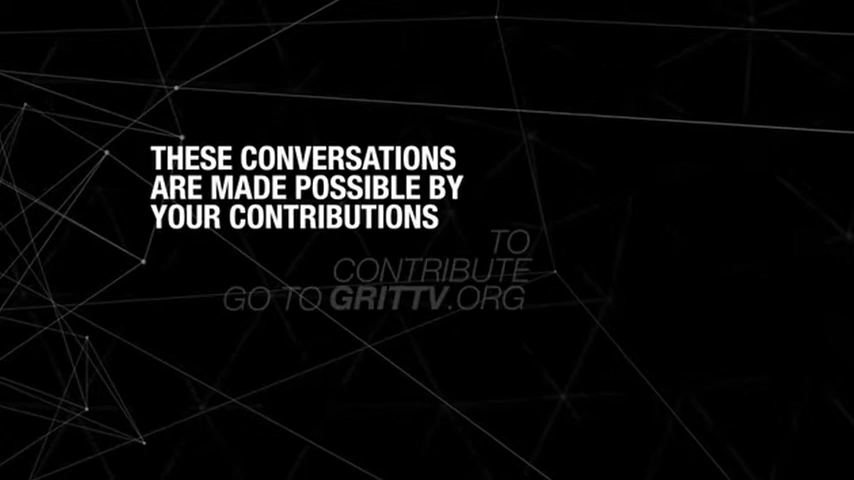 THESE CONVERSATIONS
ARE MADE POSSIBLE BY
YOUR CONTRIBUTIONS
TO
CONTRIBUTE
GO TO GRITTV.ORG